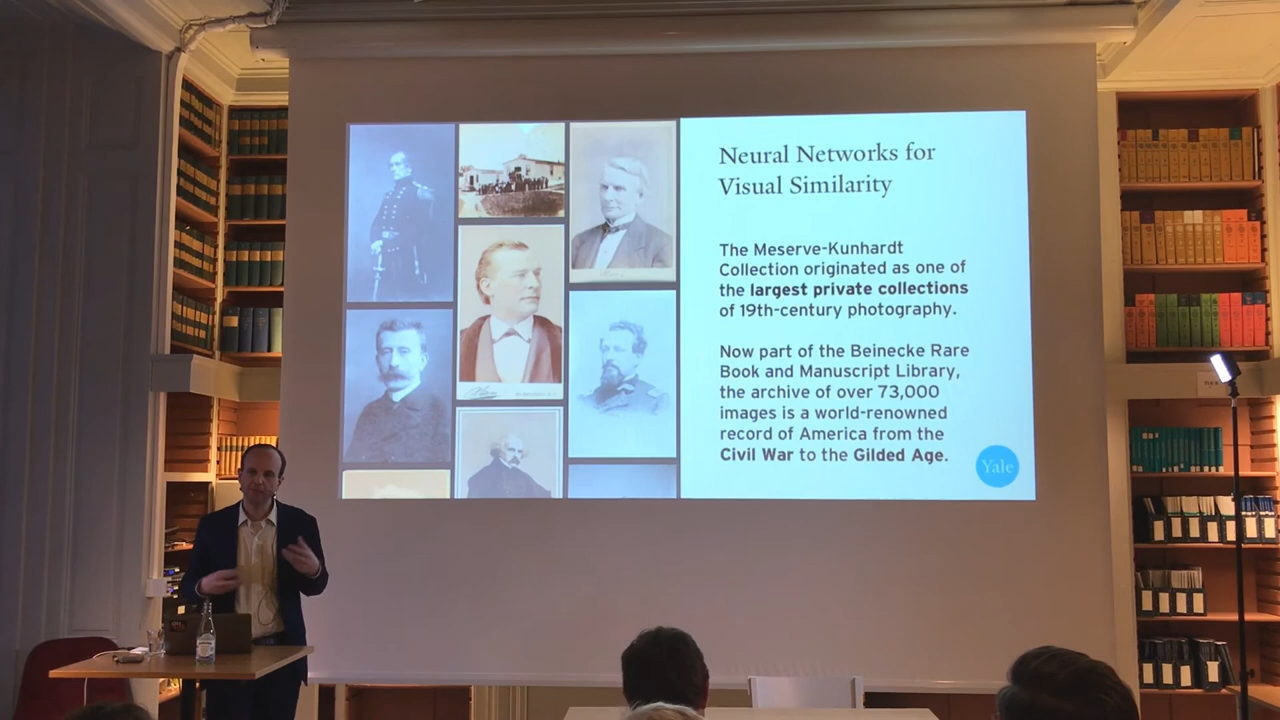 Neural Networks for
Visual Similarity
The Meserve-Kunhardt
Collection originated as one of
the largest private collections
of 19th-century photography.
Now part of the Beinecke Rare
Book and Manuscript Library,
the archive of over 73,000
images is a world-renowned
record of America from the
Civil War to the Gilded Age.
Yale